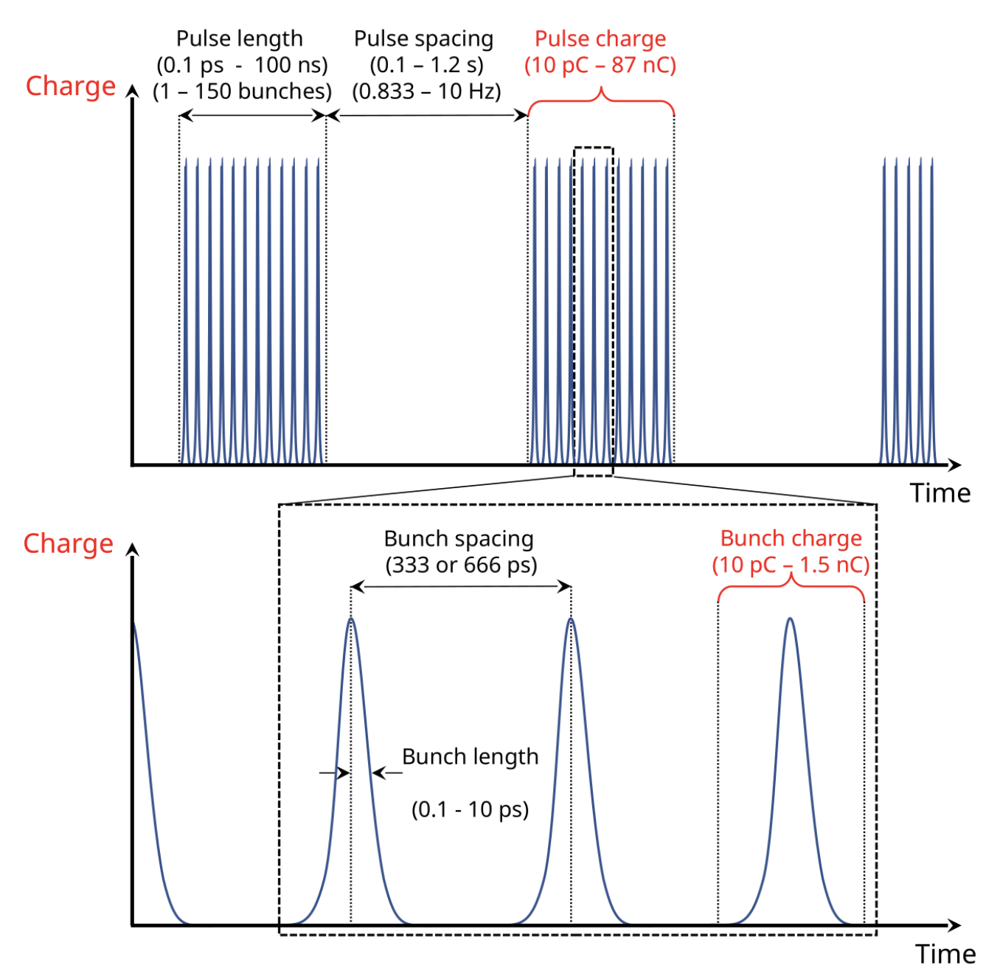 Pulse length
(0.1 ps - 100 ns)
(1 – 150 bunches)
Pulse spacing
(0.1 – 1.2 s)
(0.833 – 10 Hz)
Pulse charge
(10 pC – 87 nC)
Charge
Time
Charge
Bunch spacing
(333 or 666 ps)
Bunch charge
(10 pC – 1.5 nC)
Bunch length
(0.1 - 10 ps)
Time